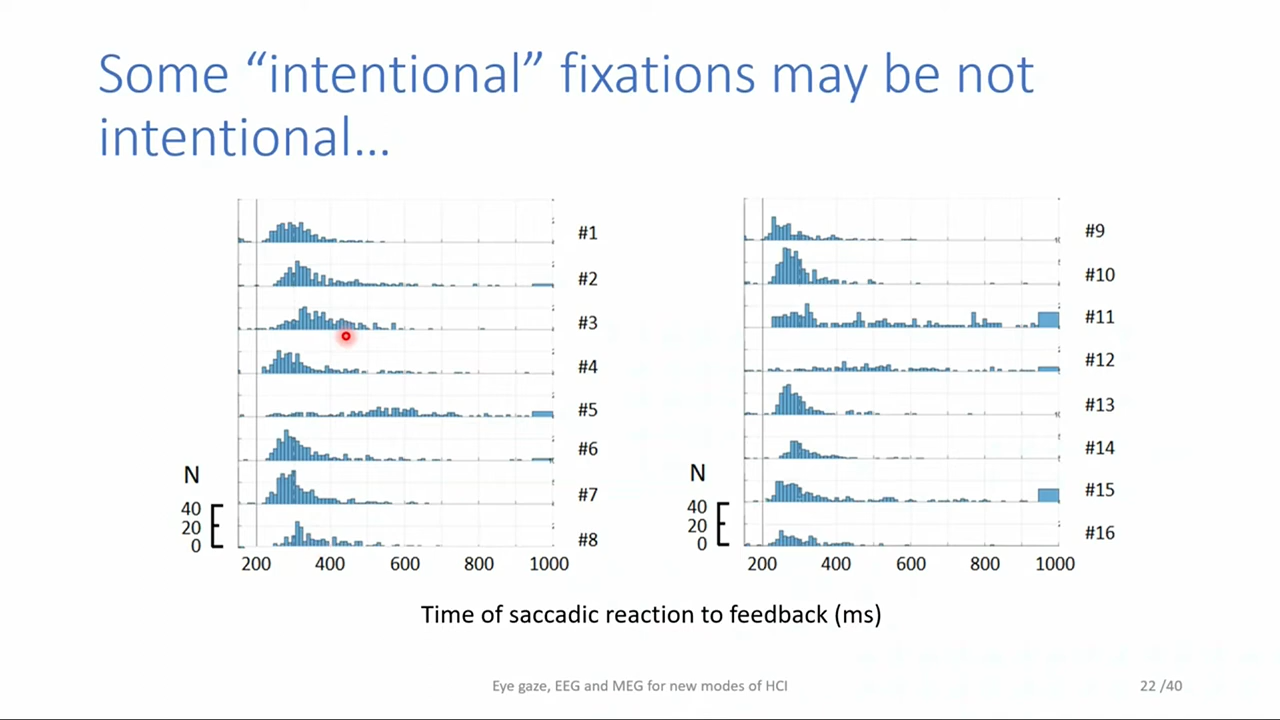 Some “intentional” fixations may be not
intentional...
#1
#2
#3
#4
#5
#6
#7
#8
N
40
20
0
200 400 600 800 1000
#9
#10
#11
#12
#13
#14
#15
#16
N
40
20
0
200 400 600 800 1000
Time of saccadic reaction to feedback (ms)
Eye gaze, EEG and MEG for new modes of HCI
22 /40